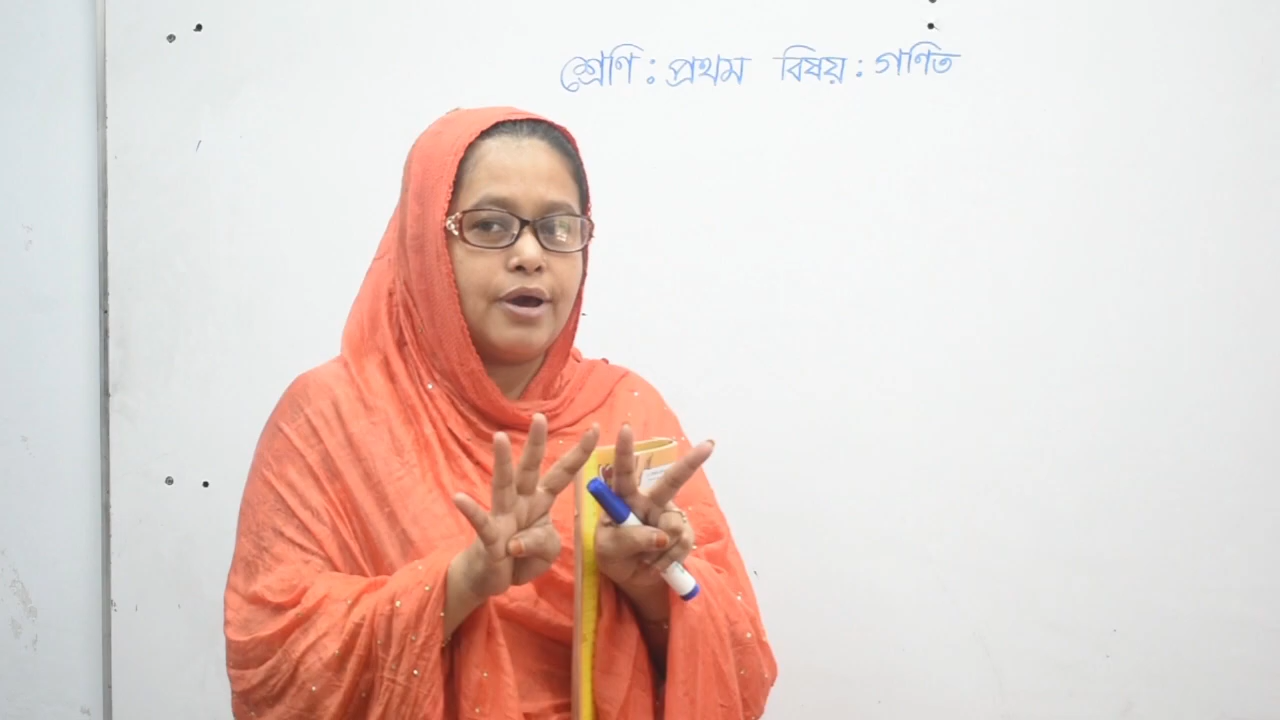 শ্রেণি : প্রথম বিষয় : গণিত